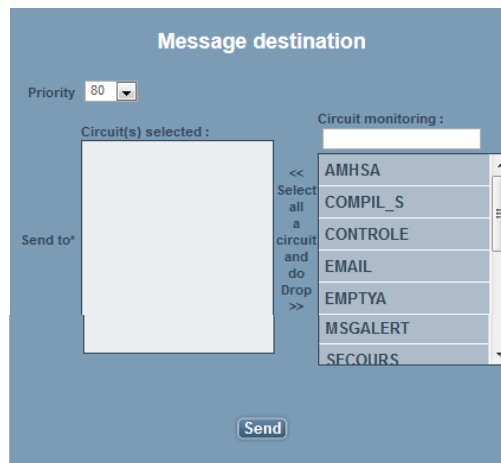 Message destination
Priority 80
Circuit monitoring :
Circuit(s) selected :
Send to*
<<
Select
all
a
circuit
and
do
Drop
>>
AMHSA
COMPIL_S
CONTROLE
EMAIL
EMPTYA
MSGALERT
SECOURS
Send